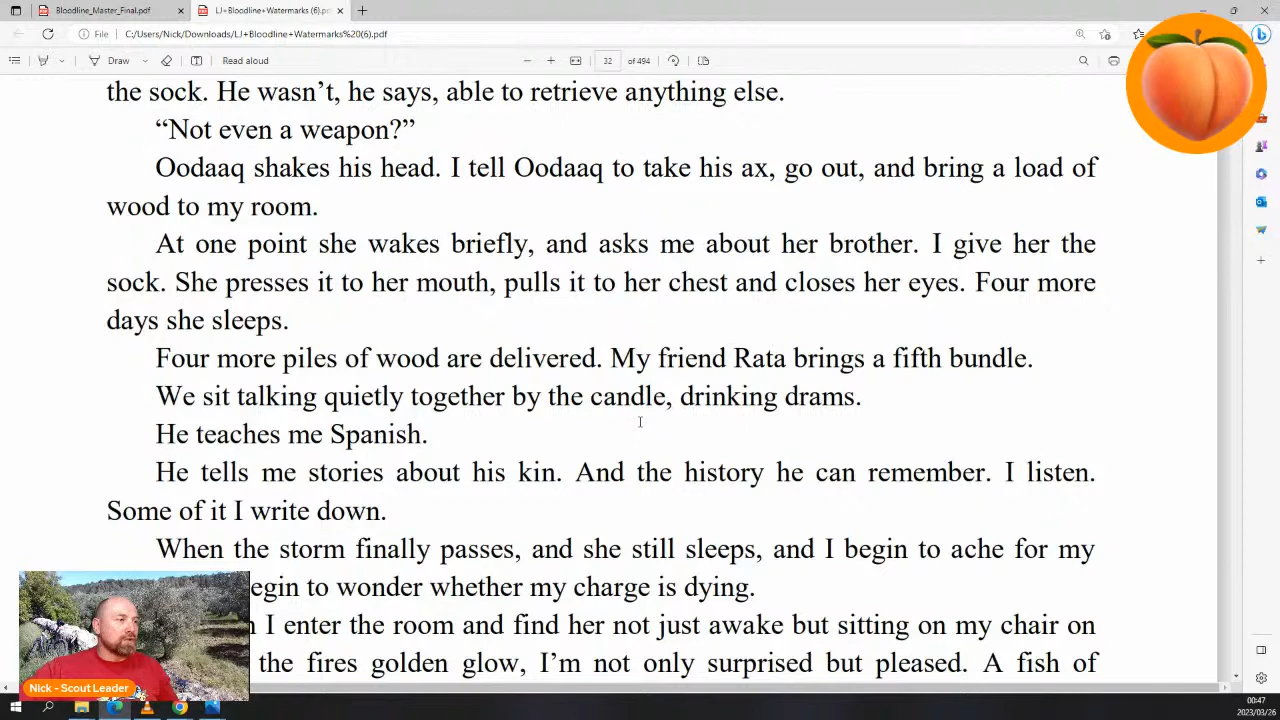 Bloodline_Master_Final.pdf
LJ+Bloodline+Watermarks (6).pdf
File C:/Users/Nick/Downloads/LJ+Bloodline+Watermarks%20(6).pdf
Draw Read aloud 32 of 494
the sock. He wasn’t, he says, able to retrieve anything else.
“Not even a weapon?”
Oodaaq shakes his head. I tell Oodaaq to take his ax, go out, and bring a load of
wood to my room.
At one point she wakes briefly, and asks me about her brother. I give her the
sock. She presses it to her mouth, pulls it to her chest and closes her eyes. Four more
days she sleeps.
Four more piles of wood are delivered. My friend Rata brings a fifth bundle.
We sit talking quietly together by the candle, drinking drams.
He teaches me Spanish.
He tells me stories about his kin. And the history he can remember. I listen.
Some of it I write down.
When the storm finally passes, and she still sleeps, and I begin to ache for my
egin to wonder whether my charge is dying.
I enter the room and find her not just awake but sitting on my chair on
the fires golden glow, I’m not only surprised but pleased. A fish of
Nick - Scout Leader
00:47
2023/03/26